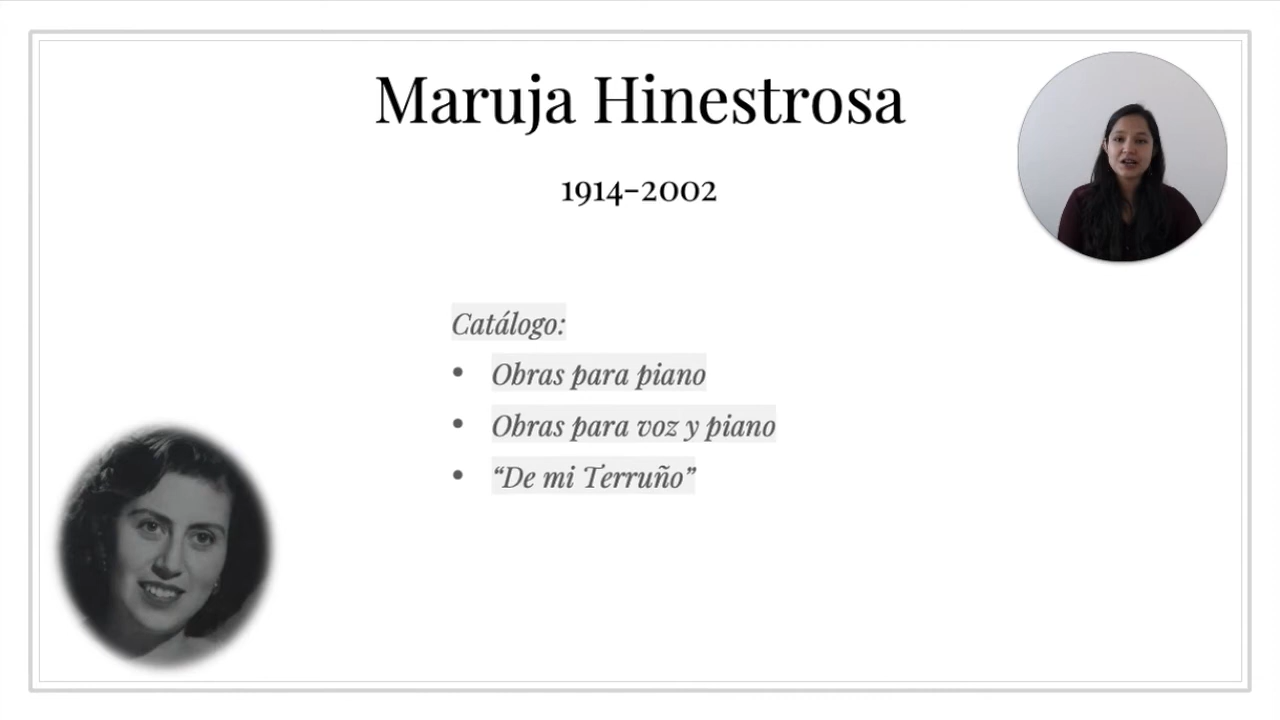 Maruja Hinestrosa
1914-2002
Catálogo:
• Obras para piano
• Obras para voz y piano
• “De mi Terruño”